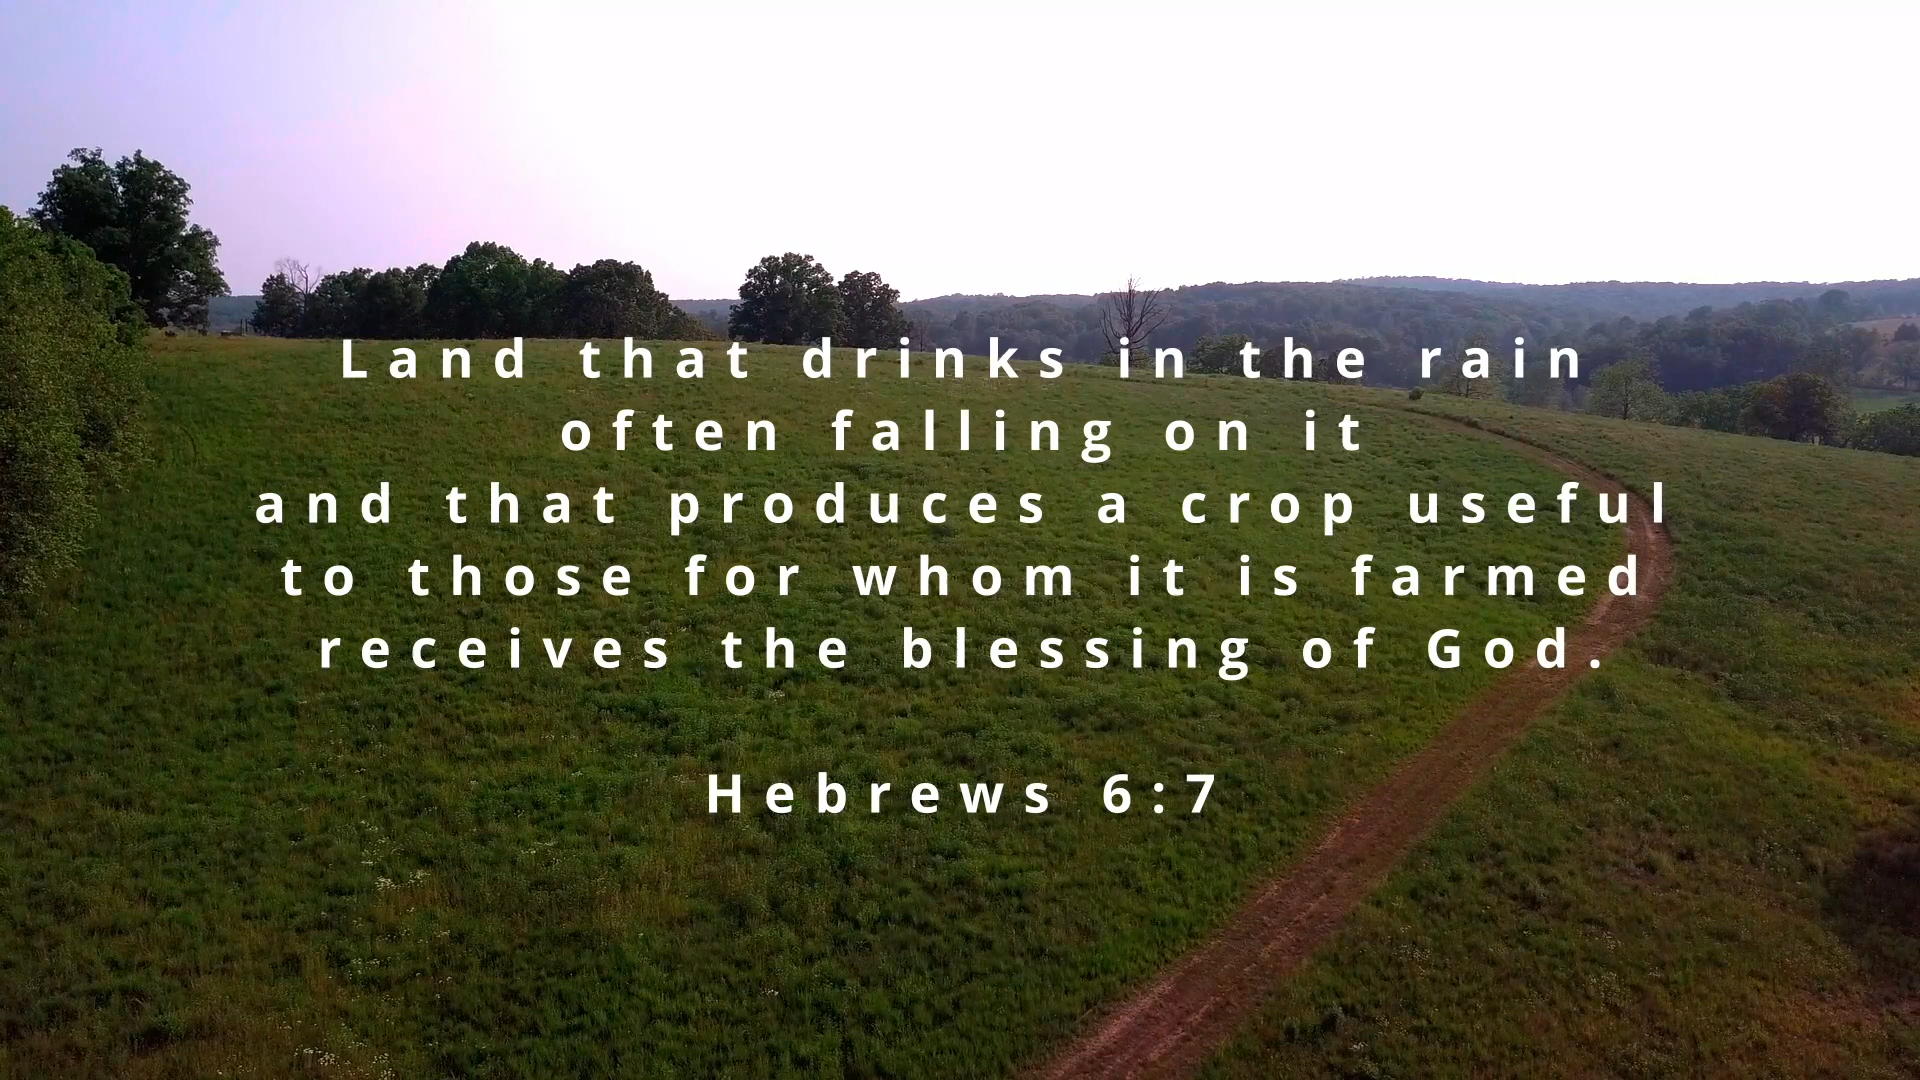 Land that drinks in the rain
often falling on it
and that produces a crop useful
to those for whom it is farmed
receives the blessing of God.
Hebrews 6:7